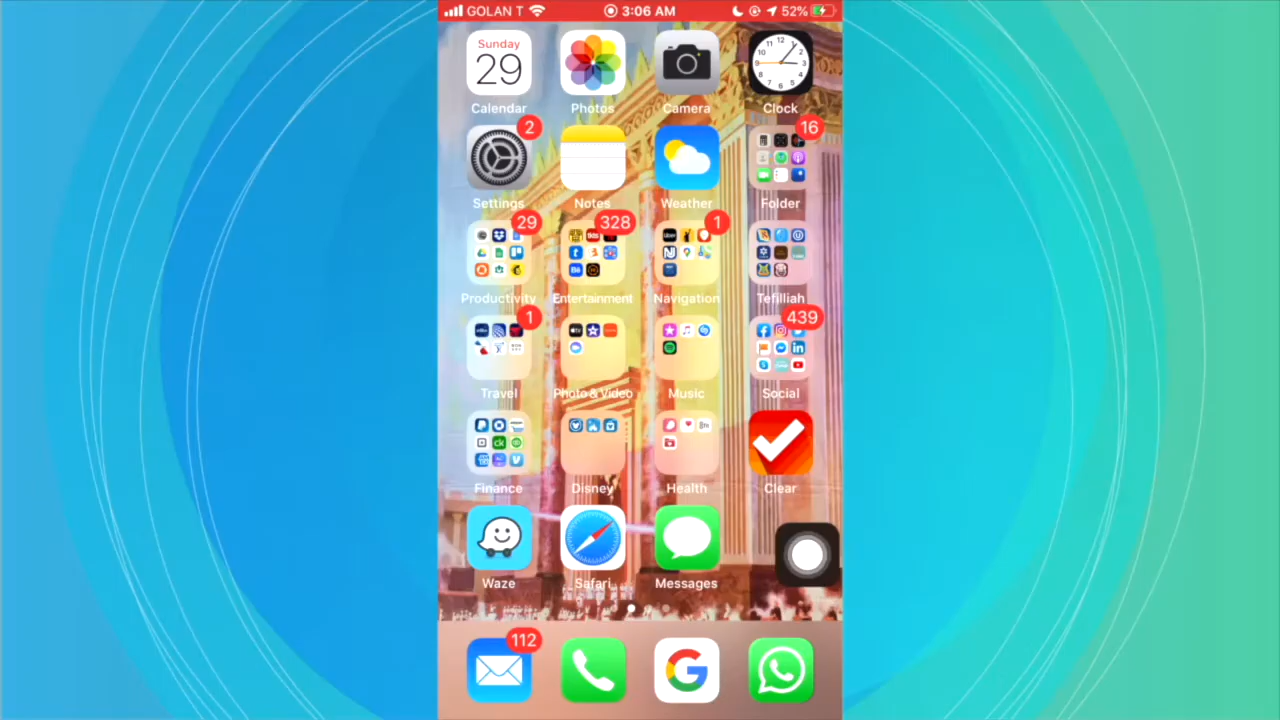 GOLAN T 3:06 AM 52%
Sunday
29
Calendar Photos Camera Clock
2 16
Settings Notes Weather Folder
29 328 1
Productivity Entertainment Navigation Tefilliah
1 439
Travel Photo & Video Music Social
Finance Disney Health Clear
Waze Safari Messages
112